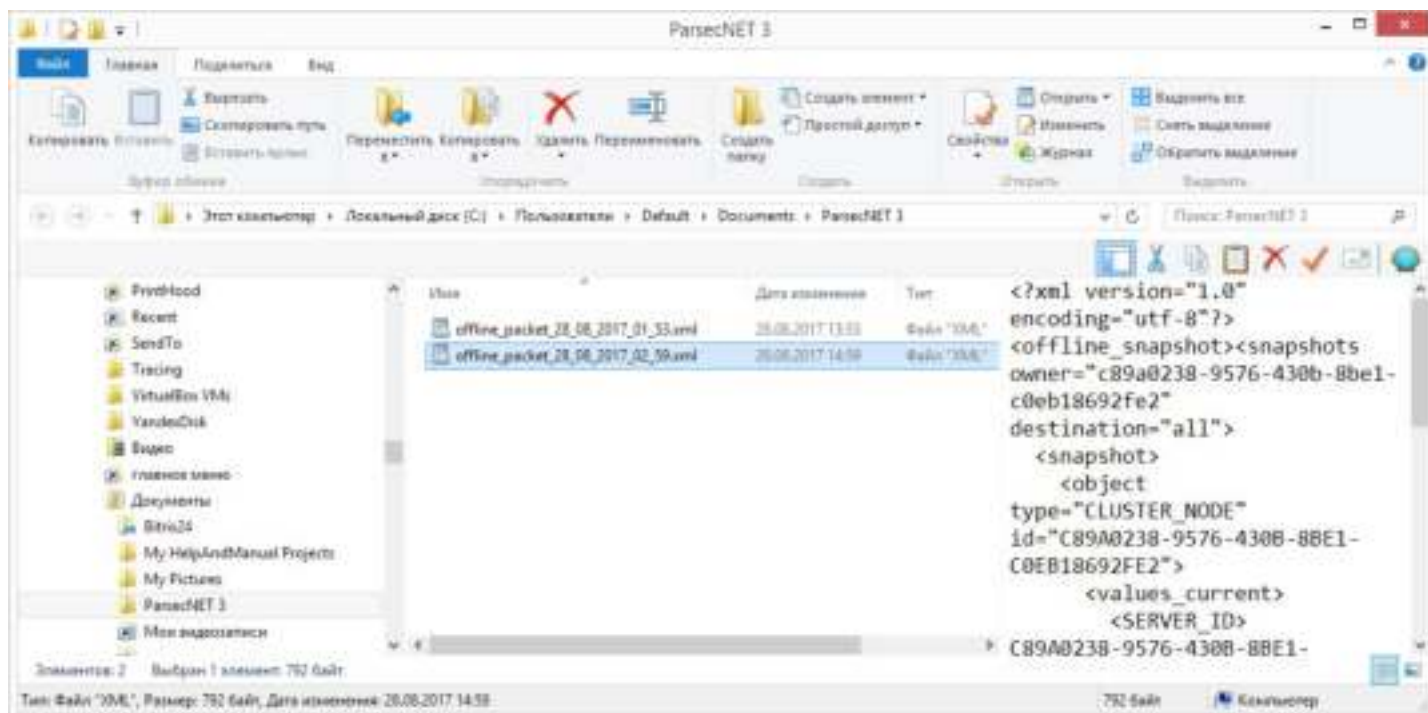 ParsecNET 3
Файл Главная Поделиться Вид
Копировать Вставить Вырезать Скопировать путь Вставить ярлык
Переместить в Копировать в Удалить Переименовать
Создать папку Создать элемент Простой доступ
Свойства Открыть Изменить Журнал
Выделить все Снять выделение Обратить выделение
Буфер обмена Упорядочить Создать Открыть Выделить
Этот компьютер Локальный диск (C:) Пользователи Default Documents ParsecNET 3 Поиск: ParsecNET 3
PrintHood
Recent
SendTo
Tracing
VirtualBox VMs
YandexDisk
Видео
главное меню
Документы
Bitrix24
My HelpAndManual Projects
My Pictures
ParsecNET 3
Мои видеозаписи
Имя Дата изменения Тип
offline_packet_28_08_2017_01_53.xml 28.08.2017 13:53 Файл "XML"
offline_packet_28_08_2017_02_59.xml 28.08.2017 14:59 Файл "XML"
<?xml version="1.0"
encoding="utf-8"?>
<offline_snapshot><snapshots
owner="c89a0238-9576-430b-8be1-
c0eb18692fe2"
destination="all">
<snapshot>
<object
type="CLUSTER_NODE"
id="C89A0238-9576-430B-8BE1-
C0EB18692FE2">
<values_current>
<SERVER_ID>
C89A0238-9576-430B-8BE1-
Элементов: 2 Выбран 1 элемент: 792 байт
Тип: Файл "XML", Размер: 792 байт, Дата изменения: 28.08.2017 14:59 792 байт Компьютер